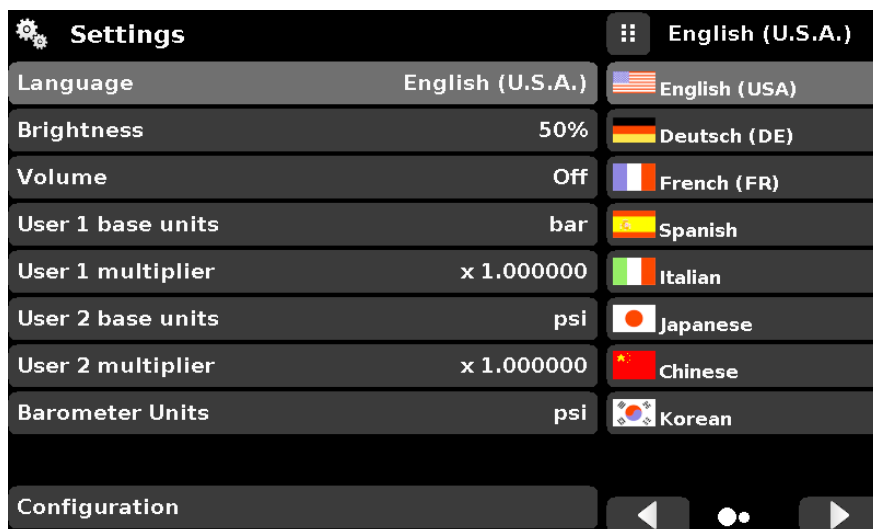 Settings
Language English (U.S.A.)
Brightness 50%
Volume Off
User 1 base units bar
User 1 multiplier x 1.000000
User 2 base units psi
User 2 multiplier x 1.000000
Barometer Units psi
Configuration
English (U.S.A.)
English (USA)
Deutsch (DE)
French (FR)
Spanish
Italian
Japanese
Chinese
Korean